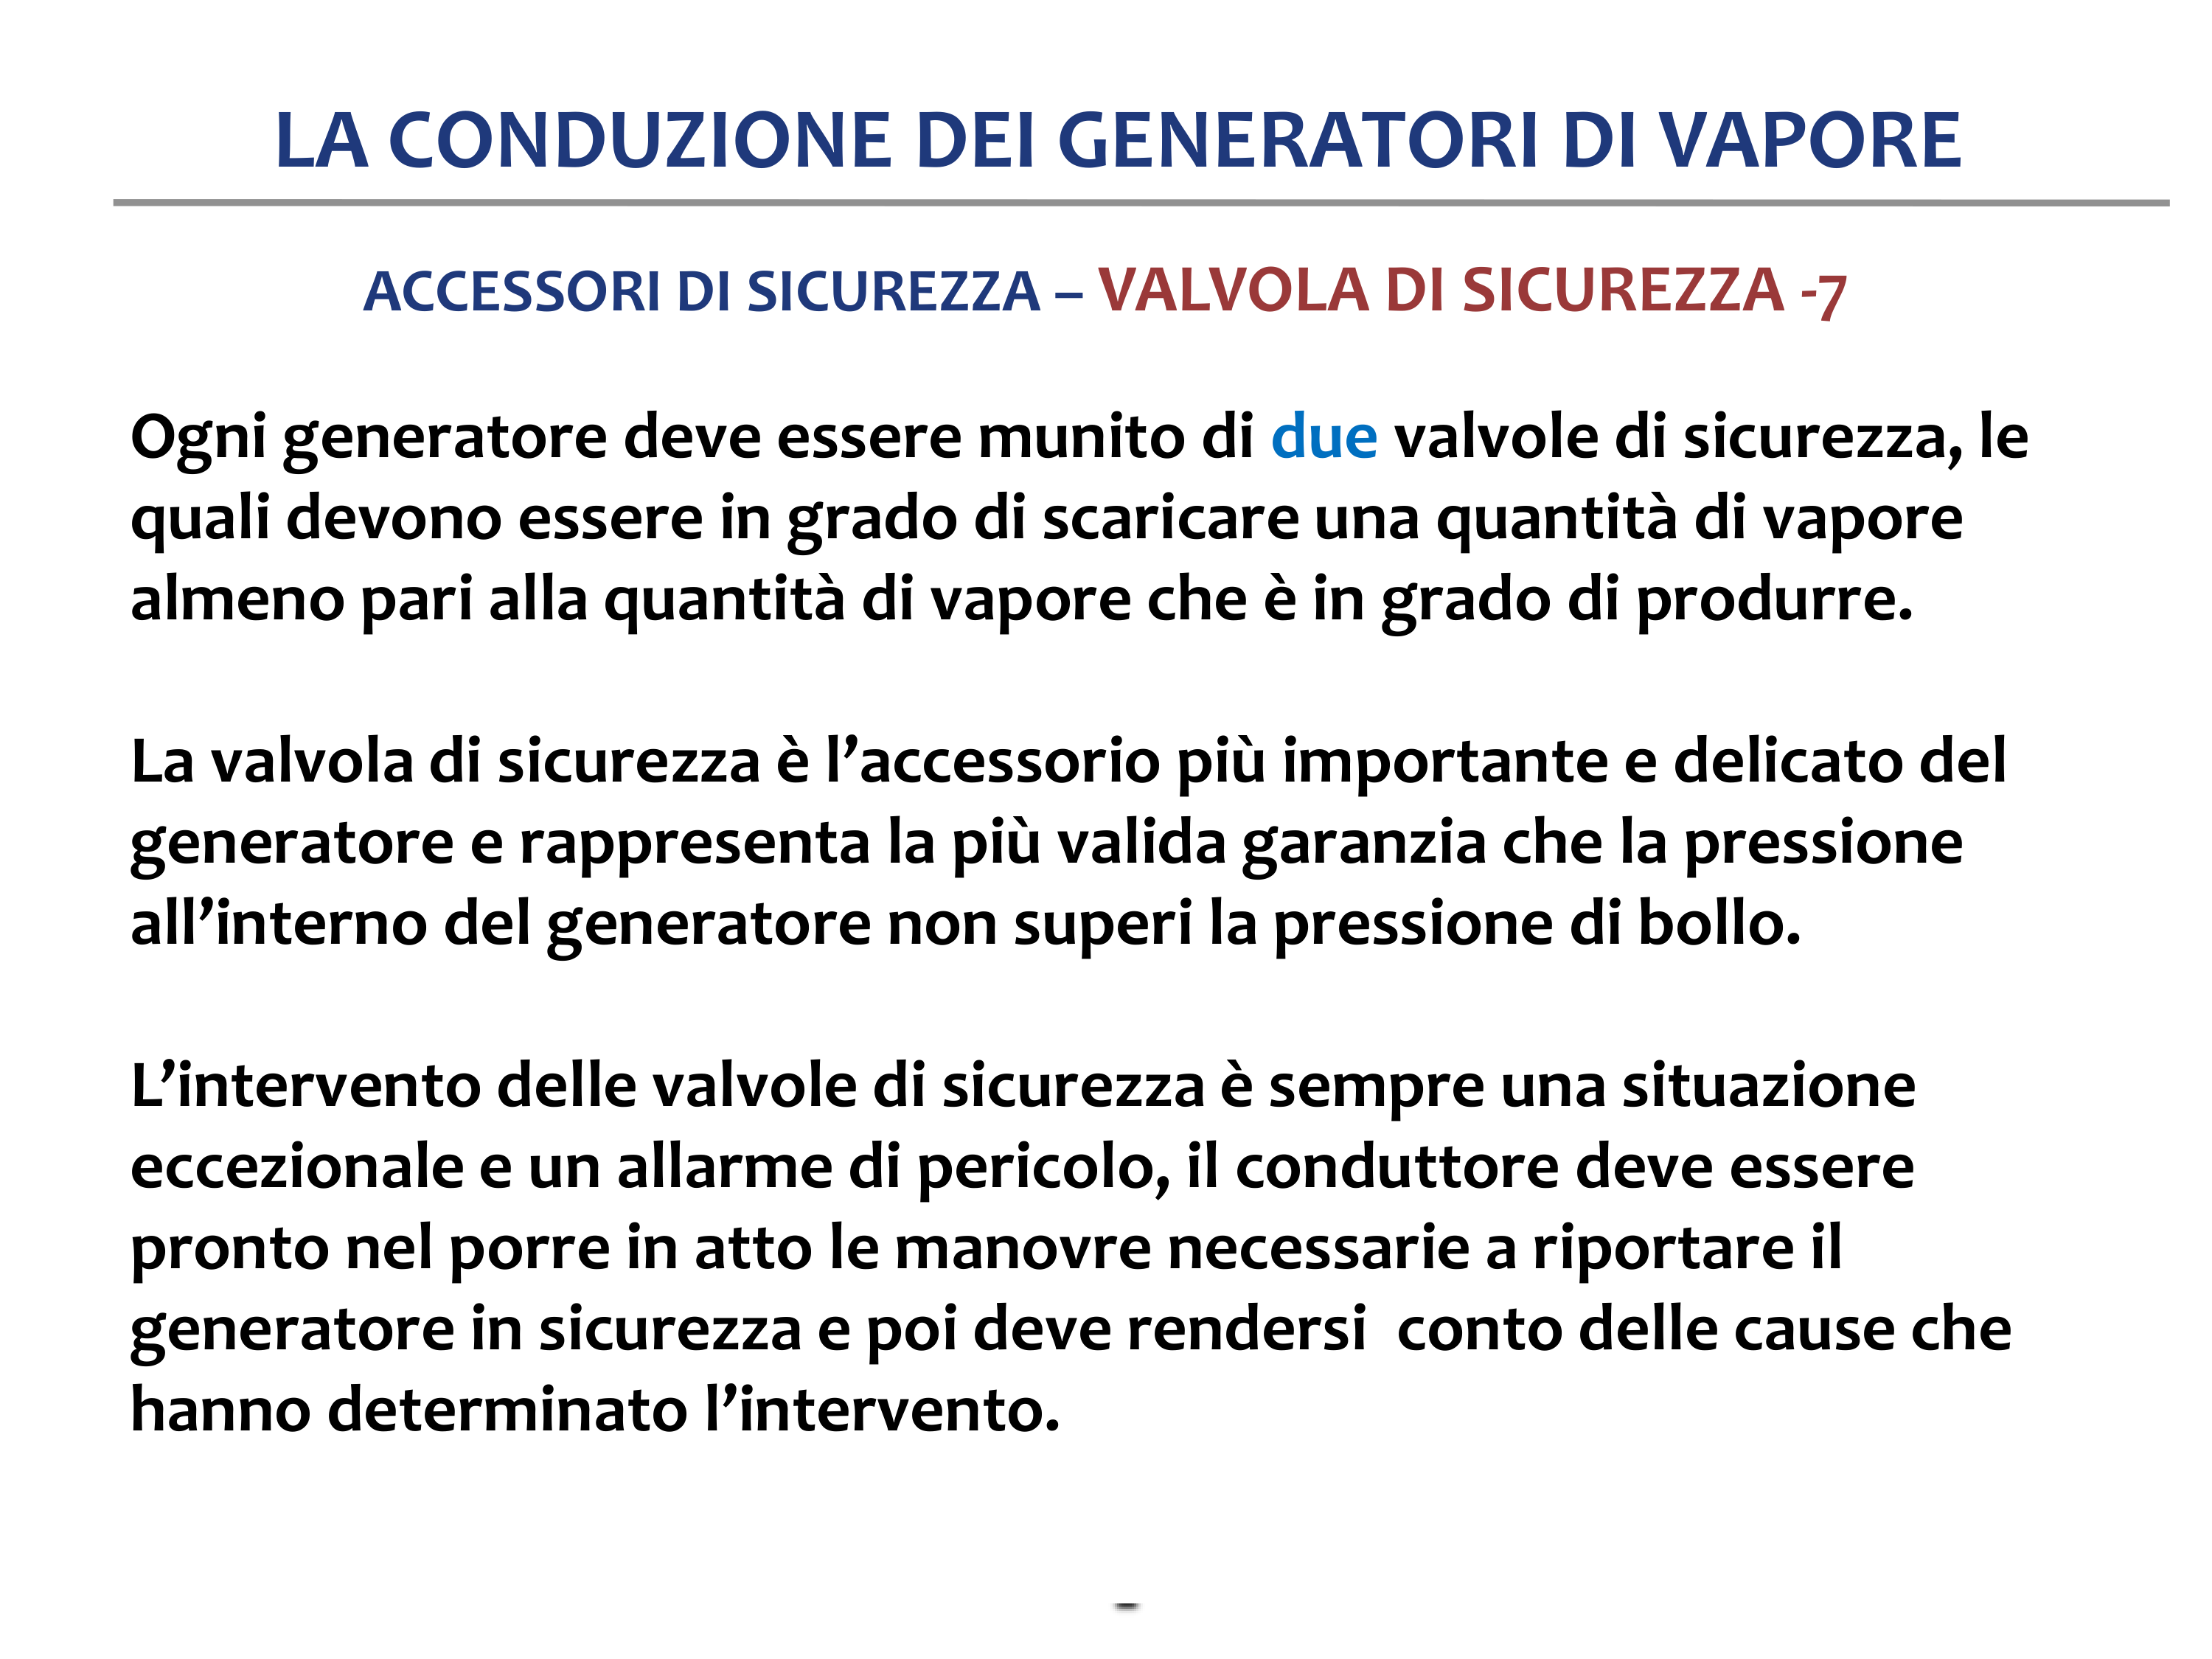 LA CONDUZIONE DEI GENERATORI DI VAPORE
ACCESSORI DI SICUREZZA – VALVOLA DI SICUREZZA -7
Ogni generatore deve essere munito di due valvole di sicurezza, le
quali devono essere in grado di scaricare una quantità di vapore
almeno pari alla quantità di vapore che è in grado di produrre.
La valvola di sicurezza è l’accessorio più importante e delicato del
generatore e rappresenta la più valida garanzia che la pressione
all’interno del generatore non superi la pressione di bollo.
L’intervento delle valvole di sicurezza è sempre una situazione
eccezionale e un allarme di pericolo, il conduttore deve essere
pronto nel porre in atto le manovre necessarie a riportare il
generatore in sicurezza e poi deve rendersi  conto delle cause che
hanno determinato l’intervento.